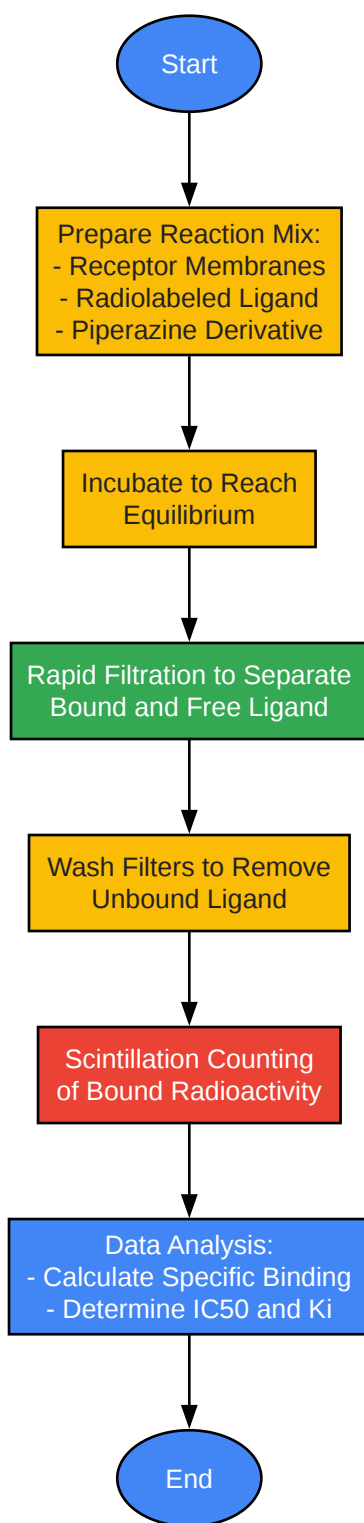 Start
Prepare Reaction Mix:
- Receptor Membranes
- Radiolabeled Ligand
- Piperazine Derivative
Incubate to Reach
Equilibrium
Rapid Filtration to Separate
Bound and Free Ligand
Wash Filters to Remove
Unbound Ligand
Scintillation Counting
of Bound Radioactivity
Data Analysis:
- Calculate Specific Binding
- Determine IC50 and Ki
End